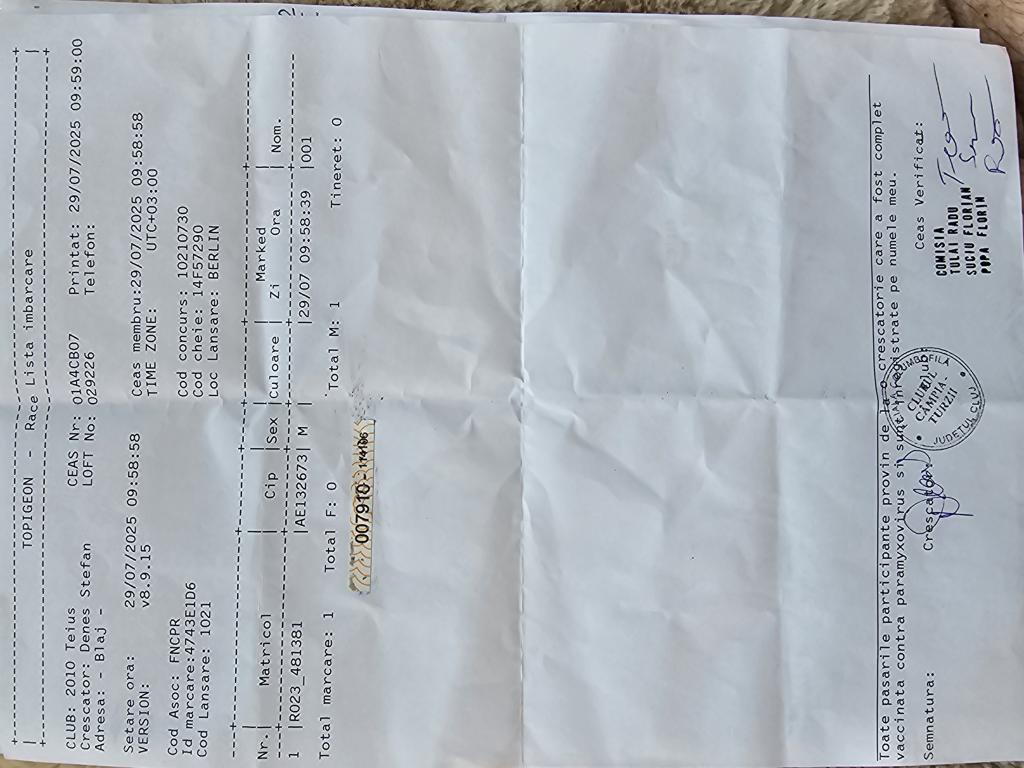 TOPIGEON - Race Lista imbarcare
CLUB: 2010 Teius CEAS Nr: 01A4CB07 Printat: 29/07/2025 09:59:00
Crescator: Denes Stefan LOFT No: 029226 Telefon:
Adresa: - Blaj -
Setare ora: 29/07/2025 09:58:58 Ceas membru:29/07/2025 09:58:58
VERSION: v8.9.15 TIME ZONE: UTC+03:00
Cod Asoc: FNCPR Cod concurs: 10210730
Id marcare:4743E1D6 Cod cheie: 14F57290
Cod Lansare: 1021 Loc Lansare: BERLIN
Marked
Nr.| Matricol | Cip |Sex |Culoare | Zi Ora | Nom.
1 |RO23_481381 |AE132673| M | |29/07 09:58:39 |001
Total marcare: 1 Total F: 0 Total M: 1 Tineret: 0
007910
Toate pasarile participante provin de la o crescatorie care a fost complet
vaccinata contra paramyxovirus si sunt inregistrate pe numele meu.
Semnatura: Crescator Ceas Verificat:
COMISIA
TULAI RADU
SUCIU FLORIAN
POPA FLORIN
CLUBUL
CAMPIA
TURZII
JUDETUL CLUJ